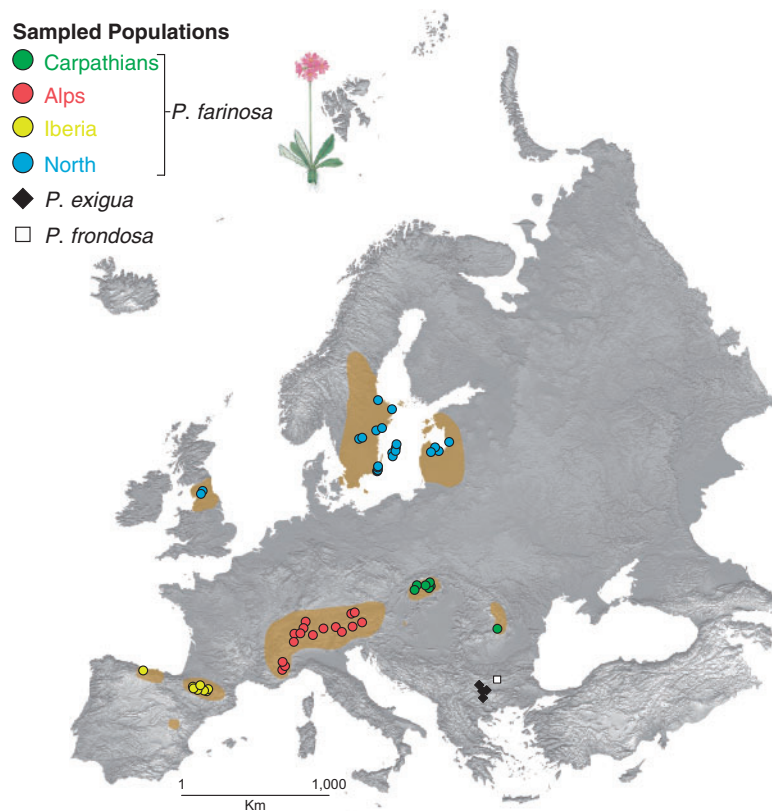 Sampled Populations
Carpathians
Alps
Iberia
North
P. farinosa
P. exigua
P. frondosa
1 1,000
Km